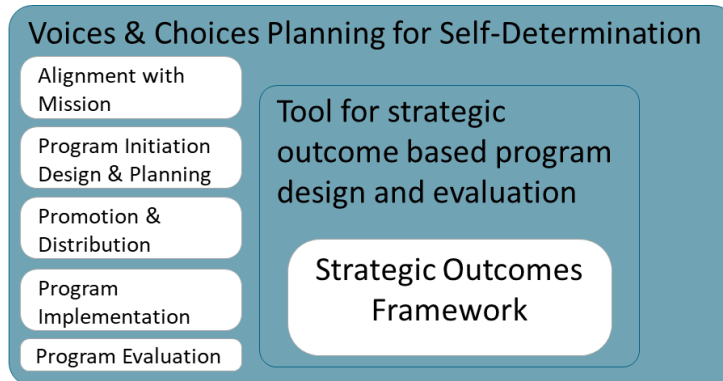 Voices & Choices Planning for Self-Determination
Alignment with
Mission
Program Initiation
Design & Planning
Promotion &
Distribution
Program
Implementation
Program Evaluation
Tool for strategic
outcome based program
design and evaluation
Strategic Outcomes
Framework